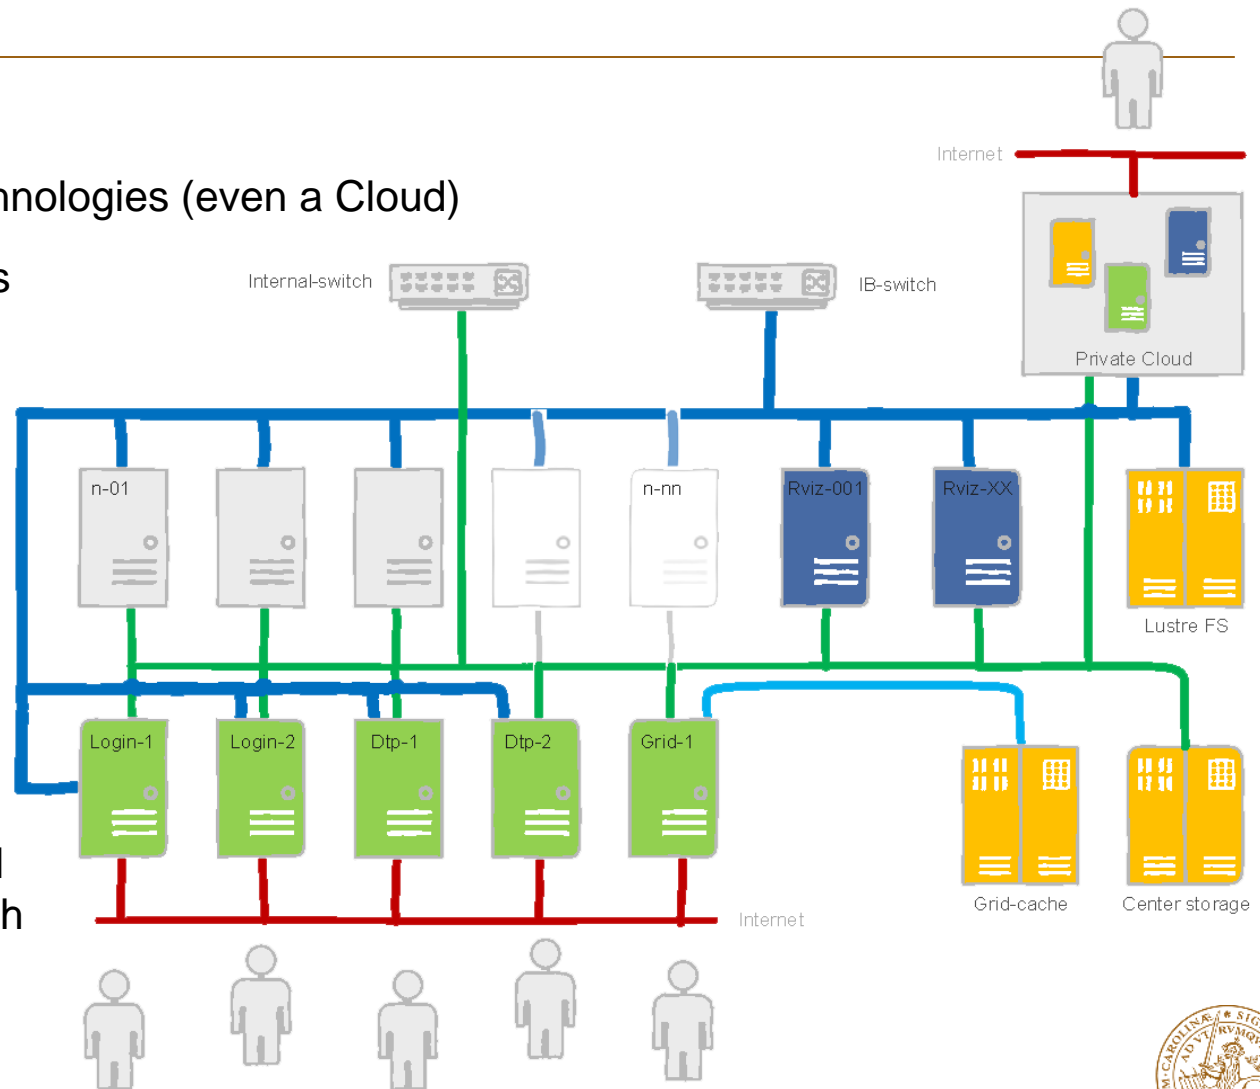 Internet
hnologies (even a Cloud)
s
Internal-switch
IB-switch
Private Cloud
n-01
n-nn
Rviz-001
Rviz-XX
Lustre FS
Login-1
Login-2
Dtp-1
Dtp-2
Grid-1
h
Grid-cache
Center storage
Internet